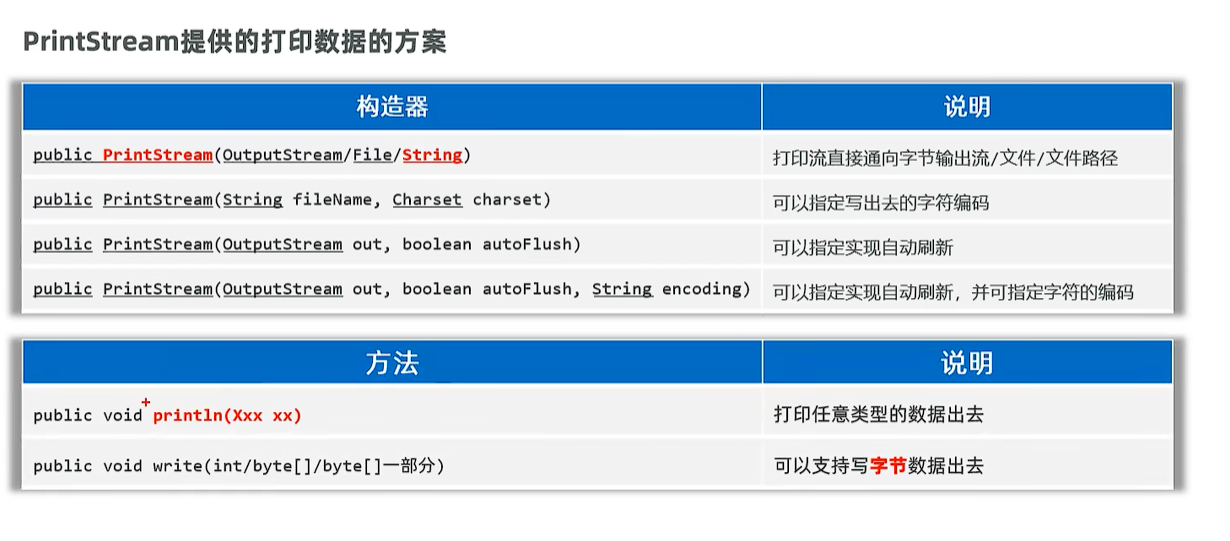 PrintStream提供的打印数据的方案
构造器 说明
public PrintStream(OutputStream/File/String) 打印流直接通向字节输出流/文件/文件路径
public PrintStream(String fileName, Charset charset) 可以指定写出去的字符编码
public PrintStream(OutputStream out, boolean autoFlush) 可以指定实现自动刷新
public PrintStream(OutputStream out, boolean autoFlush, String encoding) 可以指定实现自动刷新，并可指定字符的编码
方法 说明
public void println(Xxx xx) 打印任意类型的数据出去
public void write(int/byte[]/byte[]一部分) 可以支持写字节数据出去